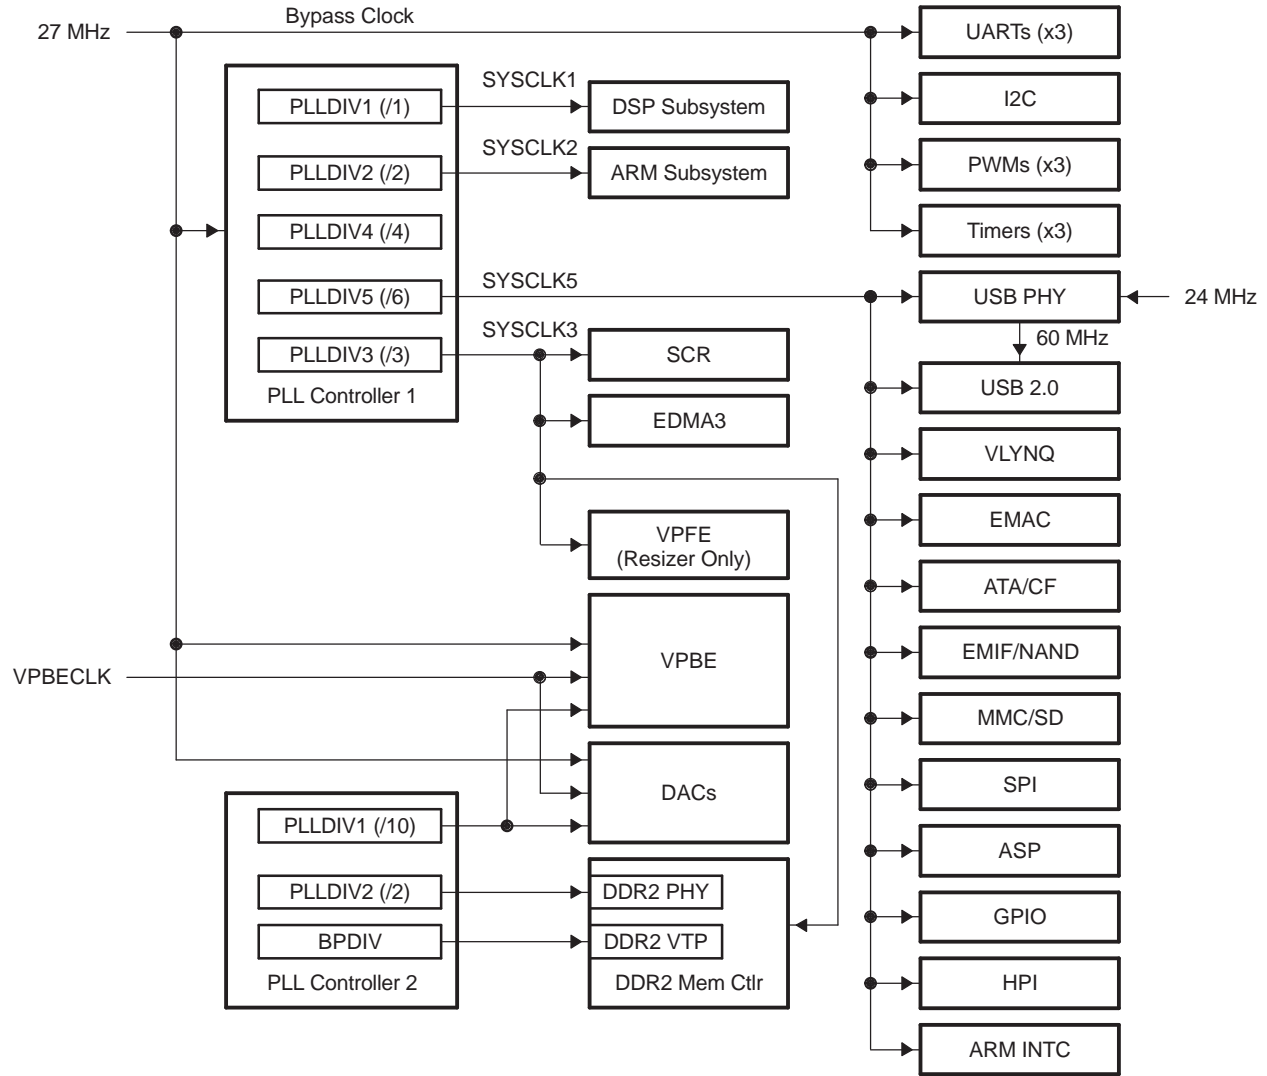 Bypass Clock
27 MHz
UARTs (x3)
I2C
PWMs (x3)
Timers (x3)
PLLDIV1 (/1)
SYSCLK1
DSP Subsystem
PLLDIV2 (/2)
SYSCLK2
ARM Subsystem
PLLDIV4 (/4)
PLLDIV5 (/6)
SYSCLK5
USB PHY
24 MHz
60 MHz
PLLDIV3 (/3)
SYSCLK3
SCR
PLL Controller 1
EDMA3
VPFE
(Resizer Only)
USB 2.0
VLYNQ
EMAC
ATA/CF
EMIF/NAND
MMC/SD
SPI
ASP
GPIO
HPI
ARM INTC
VPBECLK
VPBE
DACs
PLLDIV1 (/10)
PLLDIV2 (/2)
DDR2 PHY
BPDIV
DDR2 VTP
PLL Controller 2
DDR2 Mem Ctlr